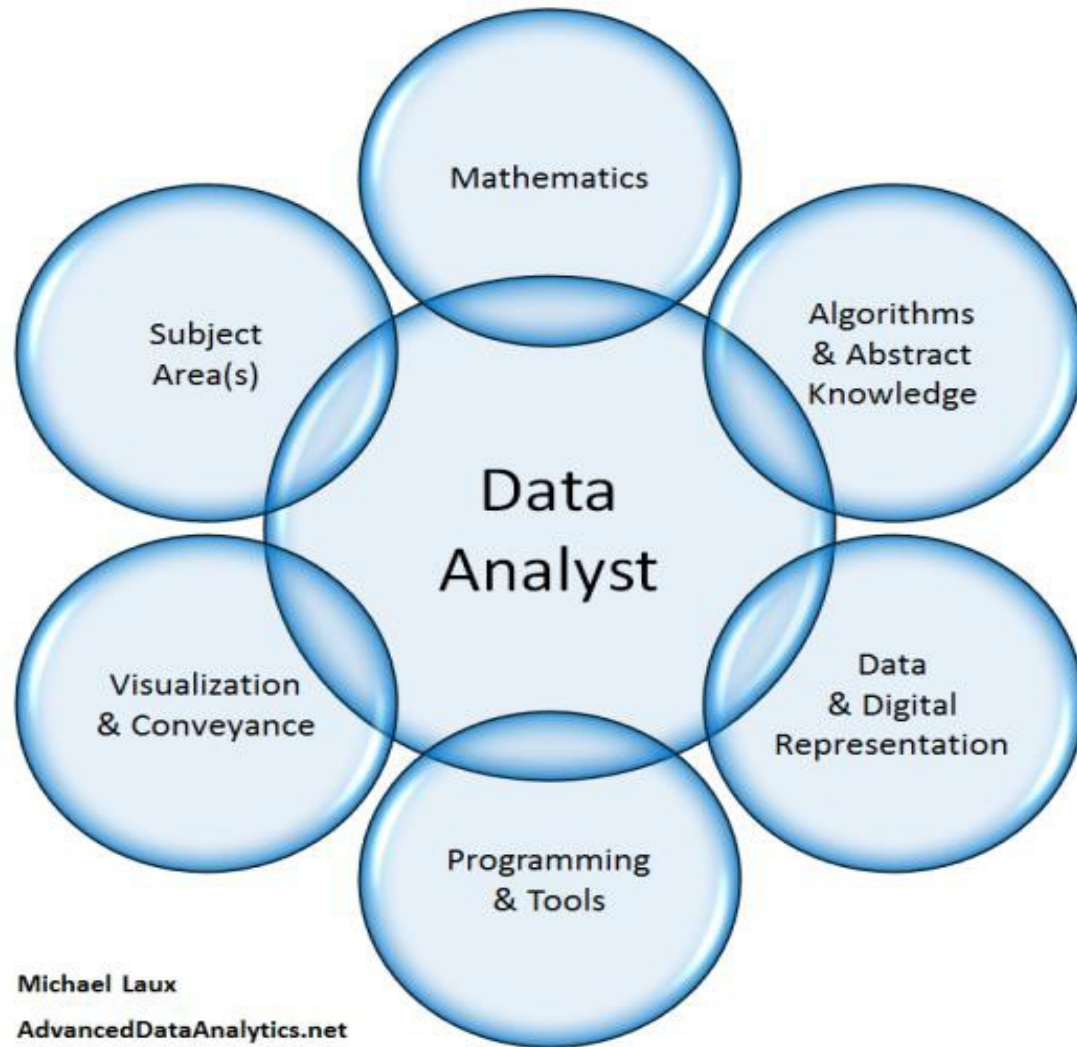 Mathematics
Algorithms
& Abstract
Knowledge
Subject
Area(s)
Data
Analyst
Data
& Digital
Representation
Visualization
& Conveyance
Programming
& Tools
Michael Laux
AdvancedDataAnalytics.net